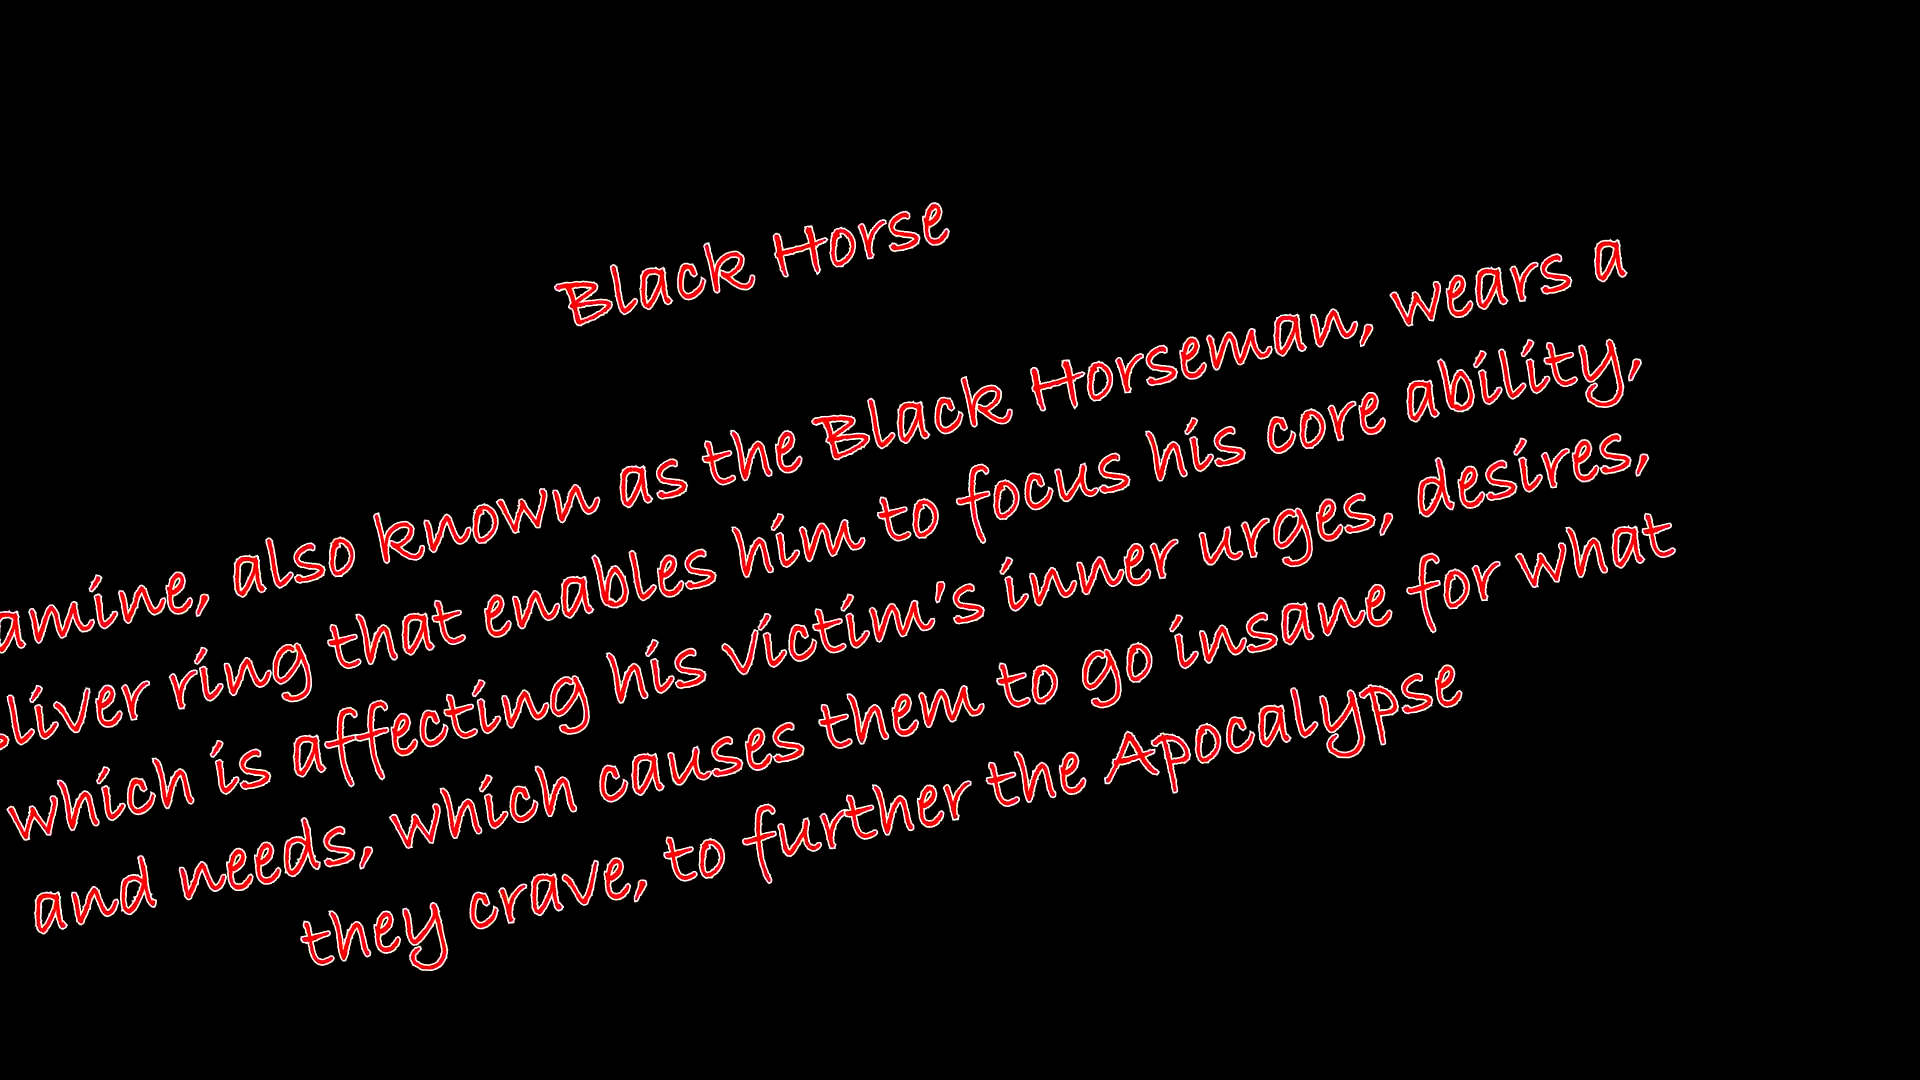 Black Horse
amine, also known as the Black Horseman, wears a
sliver ring that enables him to focus his core ability,
which is affecting his victim's inner urges, desires,
and needs, which causes them to go insane for what
they crave, to further the Apocalypse